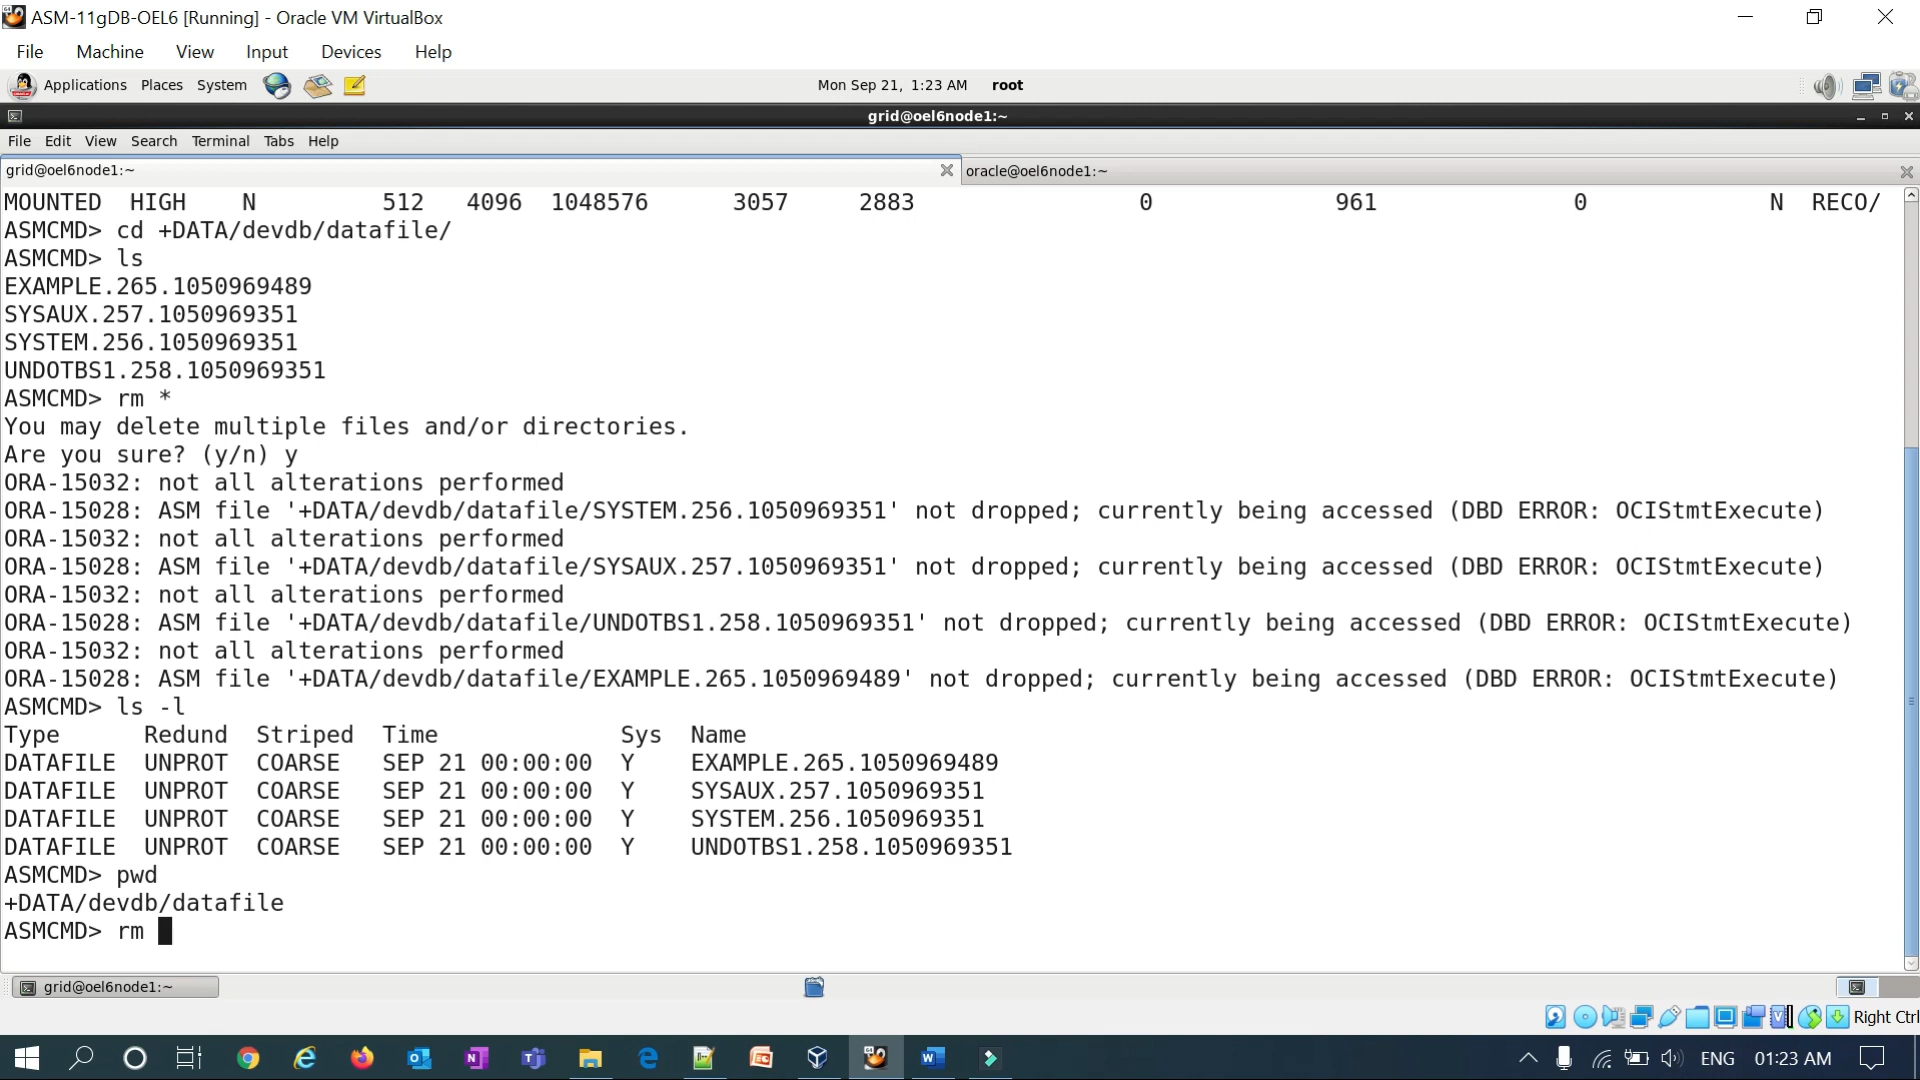 ASM-11gDB-OEL6 [Running] - Oracle VM VirtualBox
File Machine View Input Devices Help
Applications Places System Mon Sep 21, 1:23 AM root
grid@oel6node1:~
File Edit View Search Terminal Tabs Help
grid@oel6node1:~ oracle@oel6node1:~
MOUNTED HIGH N 512 4096 1048576 3057 2883 0 961 0 N RECO/
ASMCMD> cd +DATA/devdb/datafile/
ASMCMD> ls
EXAMPLE.265.1050969489
SYSAUX.257.1050969351
SYSTEM.256.1050969351
UNDOTBS1.258.1050969351
ASMCMD> rm *
You may delete multiple files and/or directories.
Are you sure? (y/n) y
ORA-15032: not all alterations performed
ORA-15028: ASM file '+DATA/devdb/datafile/SYSTEM.256.1050969351' not dropped; currently being accessed (DBD ERROR: OCIStmtExecute)
ORA-15032: not all alterations performed
ORA-15028: ASM file '+DATA/devdb/datafile/SYSAUX.257.1050969351' not dropped; currently being accessed (DBD ERROR: OCIStmtExecute)
ORA-15032: not all alterations performed
ORA-15028: ASM file '+DATA/devdb/datafile/UNDOTBS1.258.1050969351' not dropped; currently being accessed (DBD ERROR: OCIStmtExecute)
ORA-15032: not all alterations performed
ORA-15028: ASM file '+DATA/devdb/datafile/EXAMPLE.265.1050969489' not dropped; currently being accessed (DBD ERROR: OCIStmtExecute)
ASMCMD> ls -l
Type Redund Striped Time Sys Name
DATAFILE UNPROT COARSE SEP 21 00:00:00 Y EXAMPLE.265.1050969489
DATAFILE UNPROT COARSE SEP 21 00:00:00 Y SYSAUX.257.1050969351
DATAFILE UNPROT COARSE SEP 21 00:00:00 Y SYSTEM.256.1050969351
DATAFILE UNPROT COARSE SEP 21 00:00:00 Y UNDOTBS1.258.1050969351
ASMCMD> pwd
+DATA/devdb/datafile
ASMCMD> rm
grid@oel6node1:~
Right Ctrl
ENG 01:23 AM